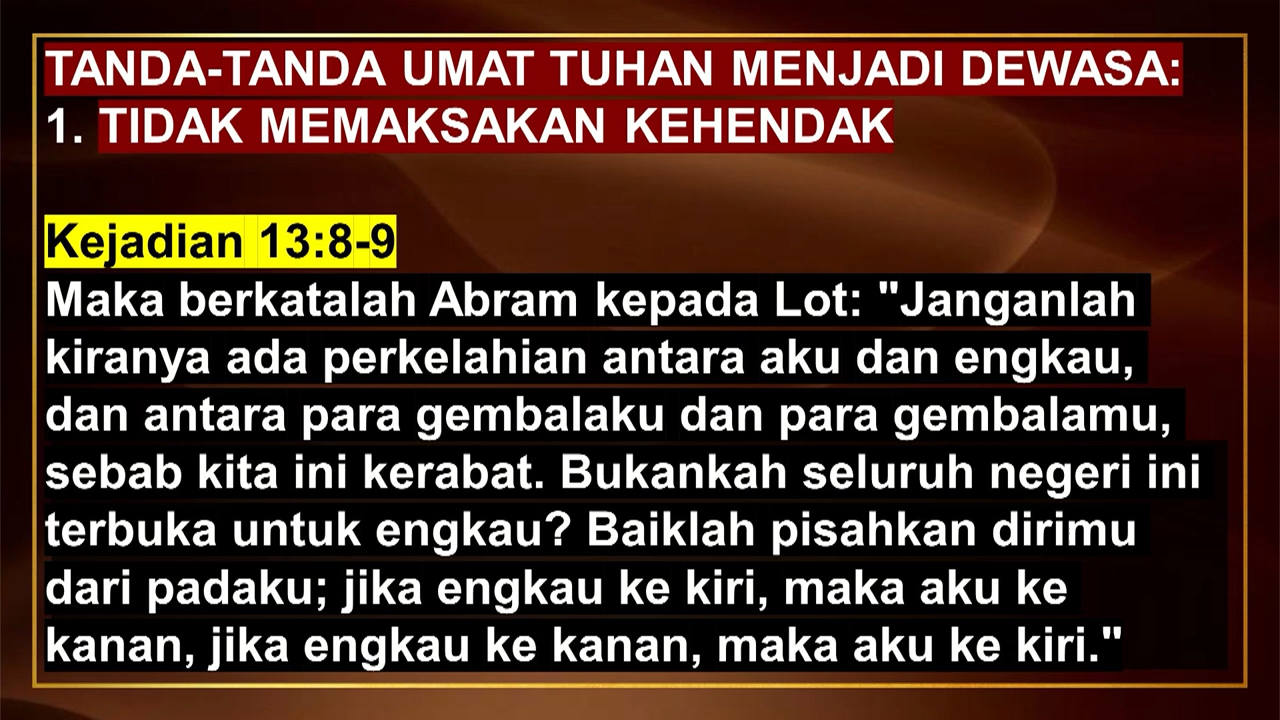 TANDA-TANDA UMAT TUHAN MENJADI DEWASA:
1. TIDAK MEMAKSAKAN KEHENDAK
Kejadian 13:8-9
Maka berkatalah Abram kepada Lot: "Janganlah
kiranya ada perkelahian antara aku dan engkau,
dan antara para gembalaku dan para gembalamu,
sebab kita ini kerabat. Bukankah seluruh negeri ini
terbuka untuk engkau? Baiklah pisahkan dirimu
dari padaku; jika engkau ke kiri, maka aku ke
kanan, jika engkau ke kanan, maka aku ke kiri."